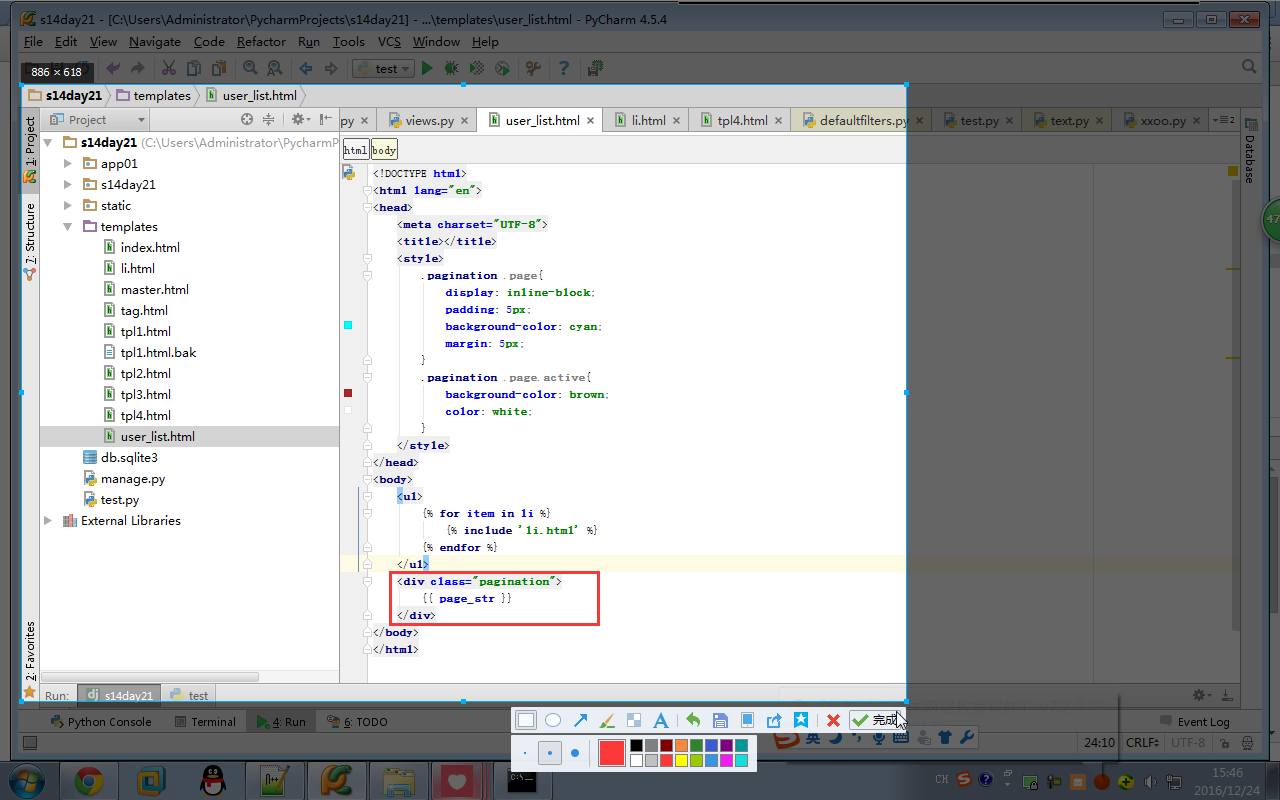 s14day21 - [C:\Users\Administrator\PycharmProjects\s14day21] - ...\templates\user_list.html - PyCharm 4.5.4
File Edit View Navigate Code Refactor Run Tools VCS Window Help
886 × 618
test
s14day21 templates user_list.html
Project
py views.py user_list.html li.html tpl4.html defaultfilters.py test.py text.py xxoo.py
1: Project
7: Structure
2: Favorites
Database
s14day21 (C:\Users\Administrator\PycharmP
app01
s14day21
static
templates
index.html
li.html
master.html
tag.html
tpl1.html
tpl1.html.bak
tpl2.html
tpl3.html
tpl4.html
user_list.html
db.sqlite3
manage.py
test.py
External Libraries
html body
<!DOCTYPE html>
<html lang="en">
<head>
<meta charset="UTF-8">
<title></title>
<style>
.pagination .page{
display: inline-block;
padding: 5px;
background-color: cyan;
margin: 5px;
}
.pagination .page.active{
background-color: brown;
color: white;
}
</style>
</head>
<body>
<ul>
{% for item in li %}
{% include 'li.html' %}
{% endfor %}
</ul>
<div class="pagination">
{{ page_str }}
</div>
</body>
</html>
47
Run: s14day21 test
Python Console Terminal 4: Run 6: TODO Event Log
完成
24:10 CRLF UTF-8
CH
15:46
2016/12/24